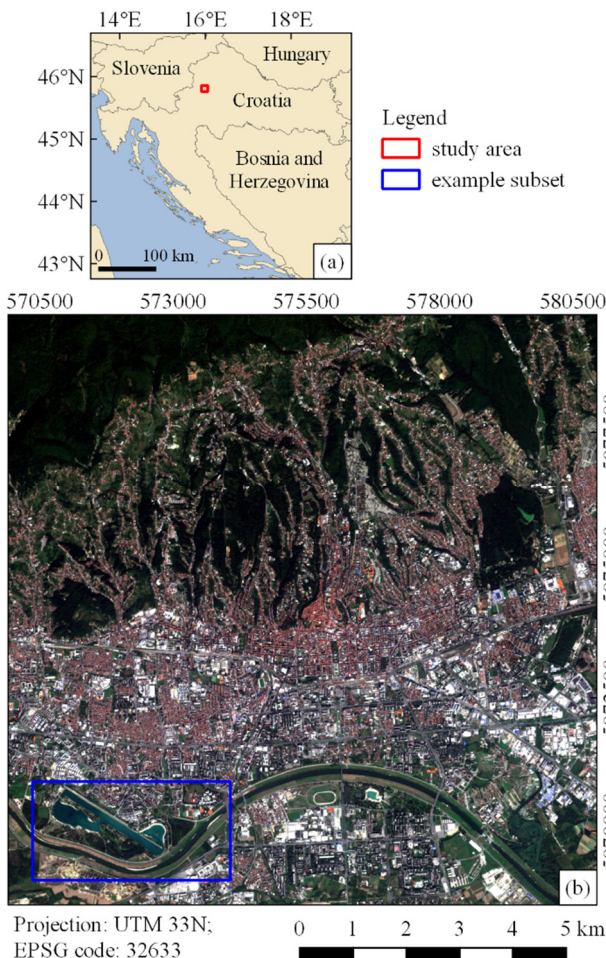 14°E 16°E 18°E
Hungary
Slovenia
46°N
Croatia
45°N
Bosnia and
Herzegovina
44°N
0 100 km
43°N
(a)
Legend
study area
example subset
570500 573000 575500 578000 580500
(b)
Projection: UTM 33N;
EPSG code: 32633
0 1 2 3 4 5 km